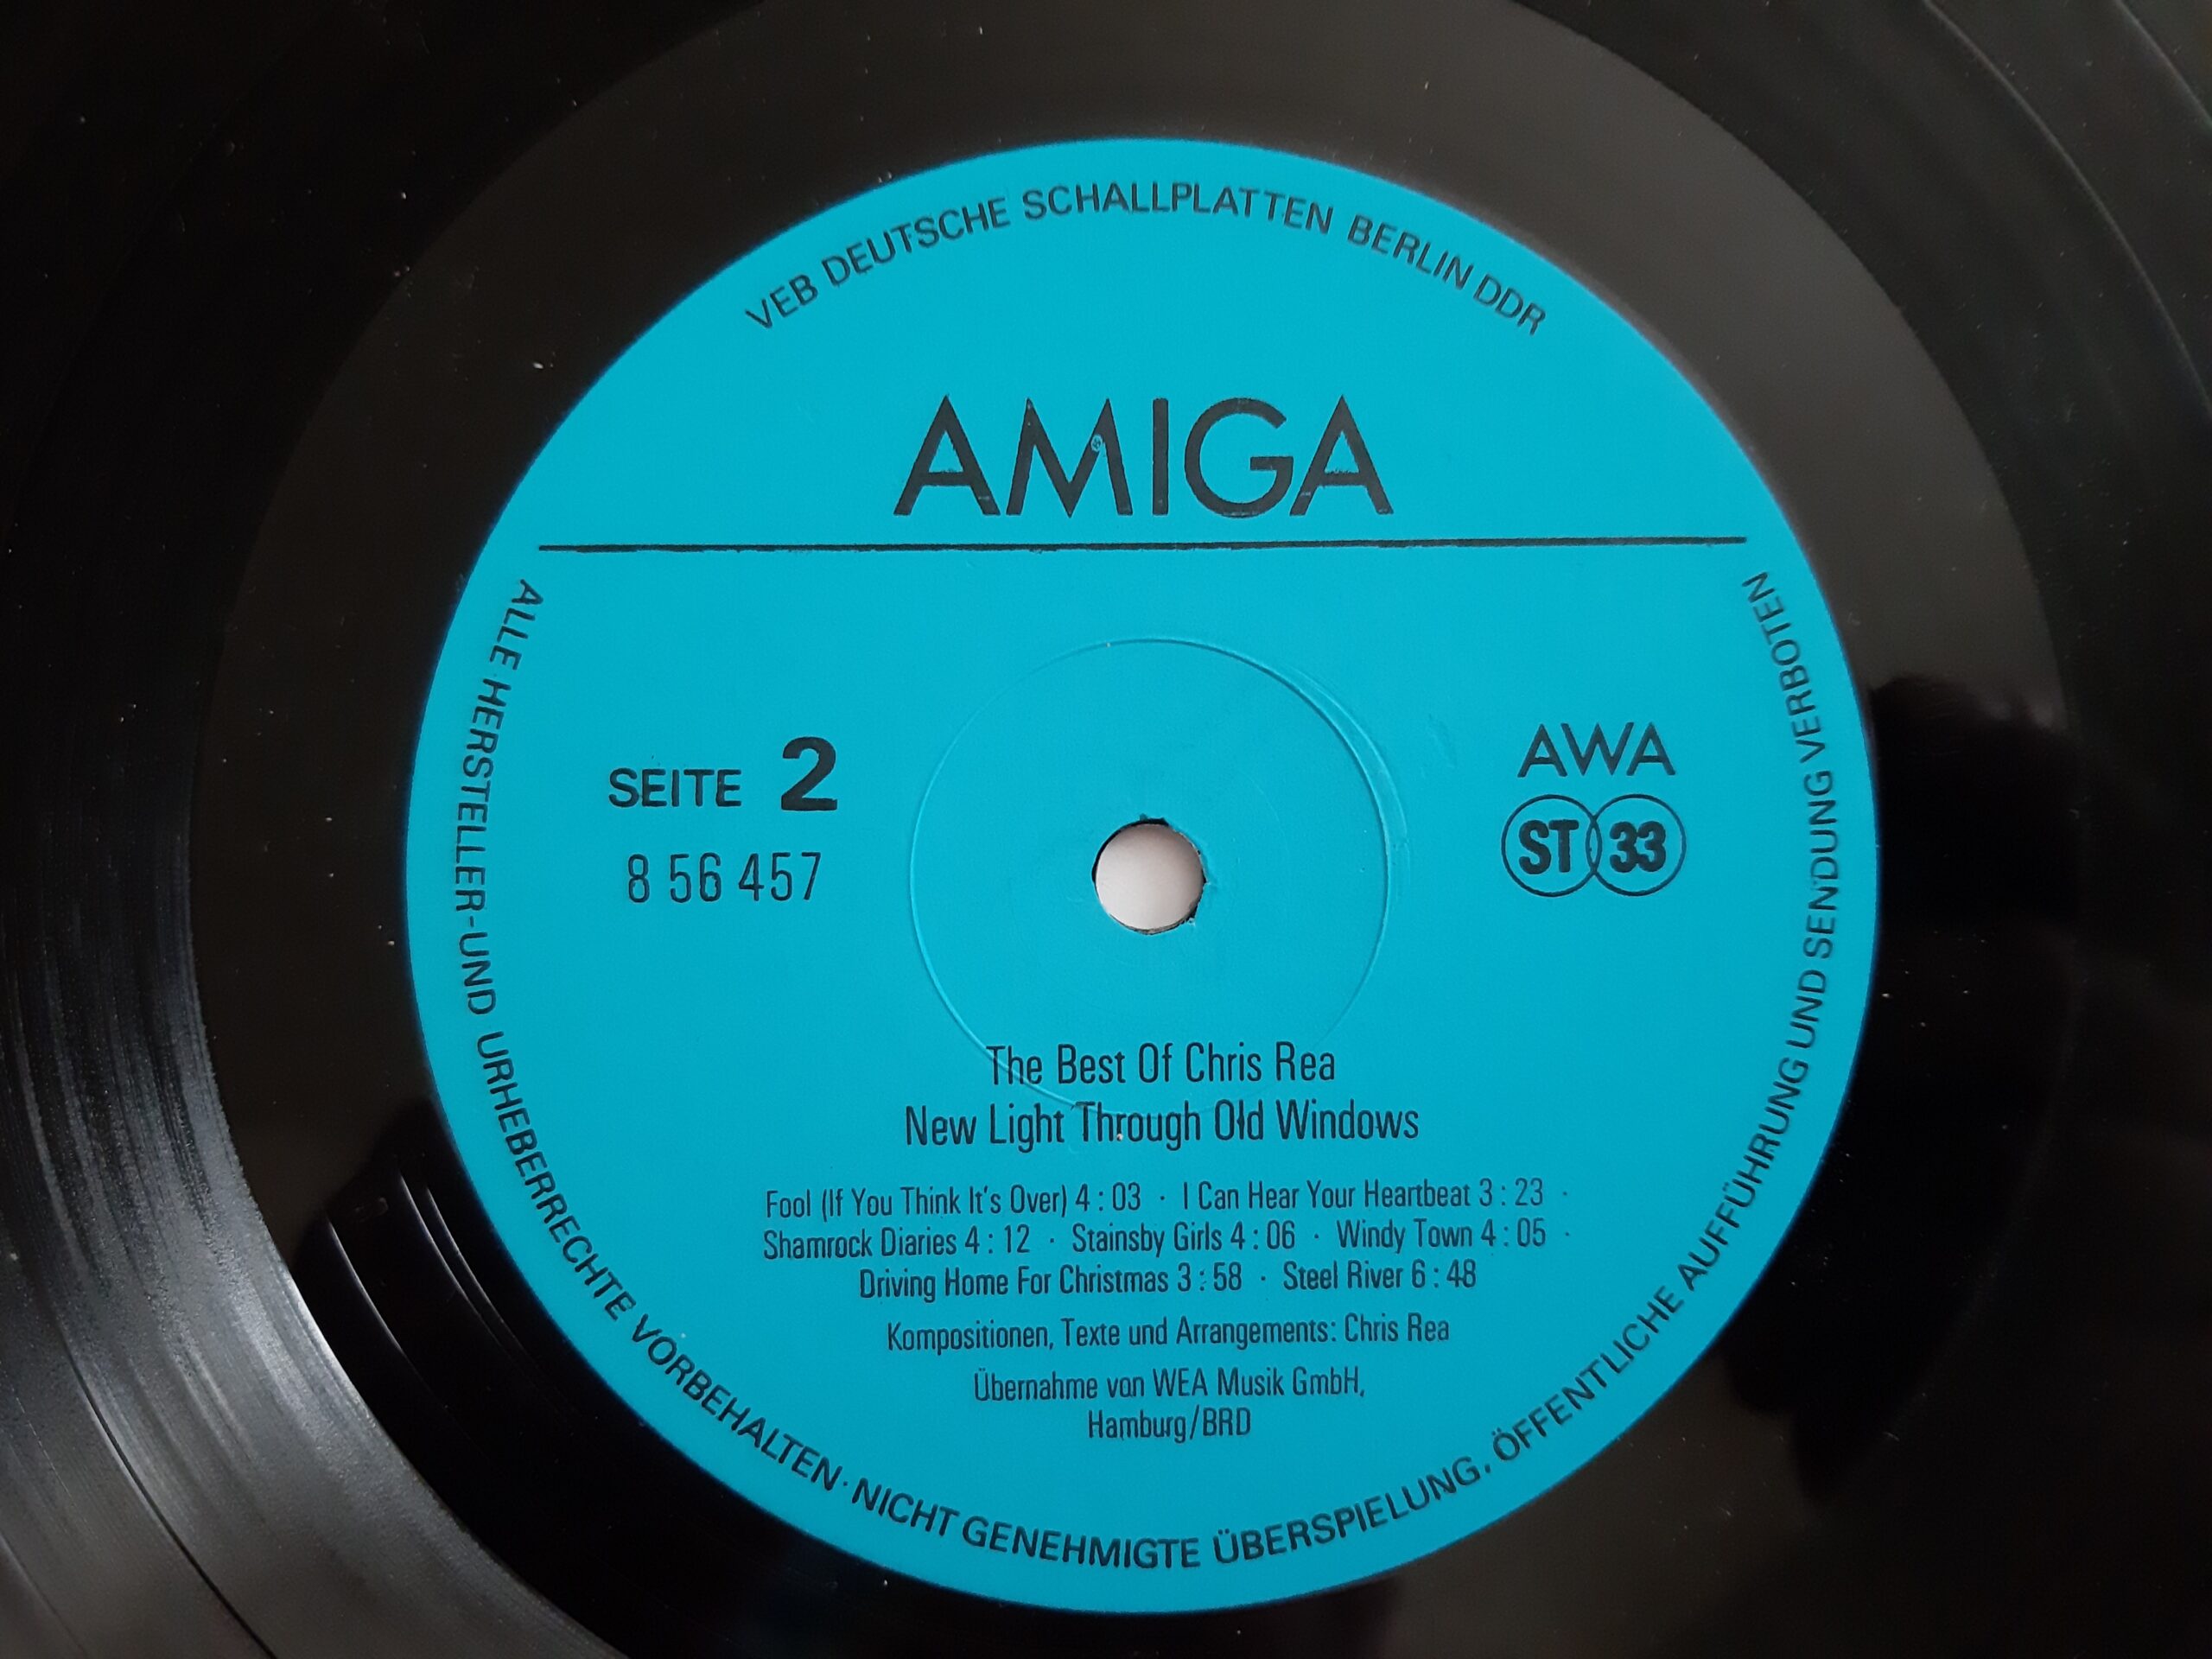 VEB DEUTSCHE SCHALLPLATTEN BERLIN DDR
AMIGA
SEITE 2
8 56 457
AWA
ST 33
The Best Of Chris Rea
New Light Through Old Windows
Fool (If You Think It's Over) 4 : 03 · I Can Hear Your Heartbeat 3 : 23 ·
Shamrock Diaries 4 : 12 · Stainsby Girls 4 : 06 · Windy Town 4 : 05 ·
Driving Home For Christmas 3 : 58 · Steel River 6 : 48
Kompositionen, Texte und Arrangements: Chris Rea
Übernahme von WEA Musik GmbH,
Hamburg/BRD
ALLE HERSTELLER-UND URHEBERRECHTE VORBEHALTEN · NICHT GENEHMIGTE ÜBERSPIELUNG, ÖFFENTLICHE AUFFÜHRUNG UND SENDUNG VERBOTEN